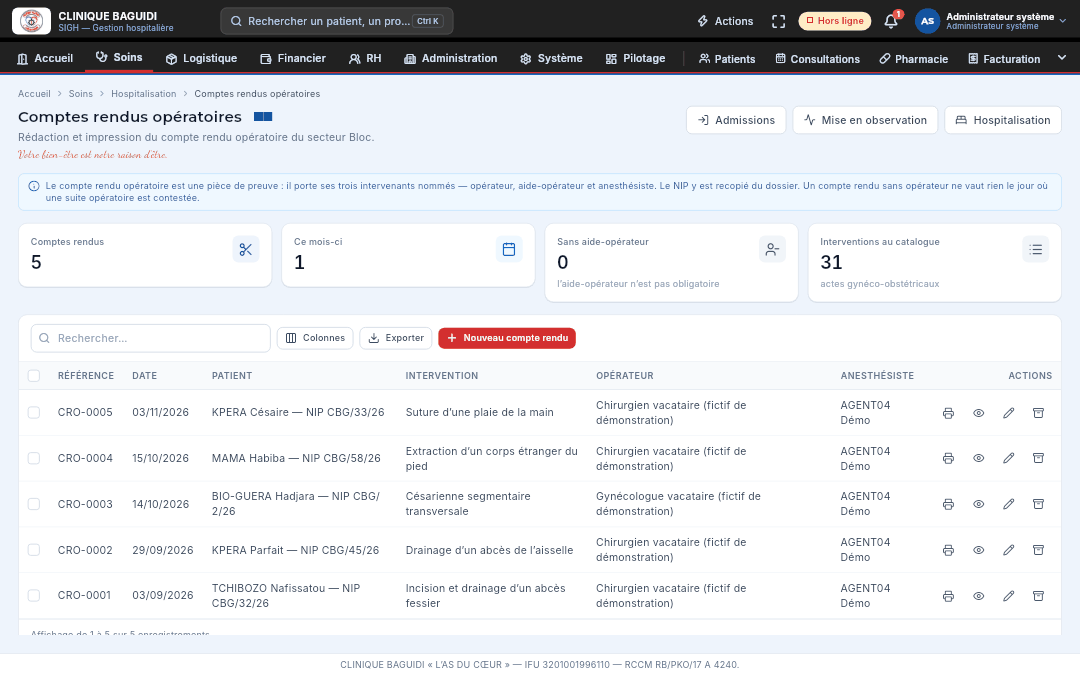 CLINIQUE BAGUIDI
SIGH — Gestion hospitalière
Rechercher un patient, un pro... Ctrl K
Actions
Hors ligne
1
AS
Administrateur système
Administrateur système
Accueil Soins Logistique Financier RH Administration Système Pilotage Patients Consultations Pharmacie Facturation
Accueil > Soins > Hospitalisation > Comptes rendus opératoires
Comptes rendus opératoires
Rédaction et impression du compte rendu opératoire du secteur Bloc.
Votre bien-être est notre raison d'être.
Admissions Mise en observation Hospitalisation
Le compte rendu opératoire est une pièce de preuve : il porte ses trois intervenants nommés — opérateur, aide-opérateur et anesthésiste. Le NIP y est recopié du dossier. Un compte rendu sans opérateur ne vaut rien le jour où
une suite opératoire est contestée.
Comptes rendus
5
Ce mois-ci
1
Sans aide-opérateur
0
l'aide-opérateur n'est pas obligatoire
Interventions au catalogue
31
actes gynéco-obstétricaux
Rechercher...
Colonnes
Exporter
Nouveau compte rendu
RÉFÉRENCE DATE PATIENT INTERVENTION OPÉRATEUR ANESTHÉSISTE ACTIONS
CRO-0005 03/11/2026 KPERA Césaire — NIP CBG/33/26 Suture d'une plaie de la main Chirurgien vacataire (fictif de
démonstration) AGENT04
Démo
CRO-0004 15/10/2026 MAMA Habiba — NIP CBG/58/26 Extraction d'un corps étranger du
pied Chirurgien vacataire (fictif de
démonstration) AGENT04
Démo
CRO-0003 14/10/2026 BIO-GUERA Hadjara — NIP CBG/
2/26 Césarienne segmentaire
transversale Gynécologue vacataire (fictif de
démonstration) AGENT04
Démo
CRO-0002 29/09/2026 KPERA Parfait — NIP CBG/45/26 Drainage d'un abcès de l'aisselle Chirurgien vacataire (fictif de
démonstration) AGENT04
Démo
CRO-0001 03/09/2026 TCHIBOZO Nafissatou — NIP
CBG/32/26 Incision et drainage d'un abcès
fessier Chirurgien vacataire (fictif de
démonstration) AGENT04
Démo
Affichage de 1 à 5 sur 5 enregistrements
CLINIQUE BAGUIDI « L'AS DU CŒUR » — IFU 3201001996110 — RCCM RB/PKO/17 A 4240.